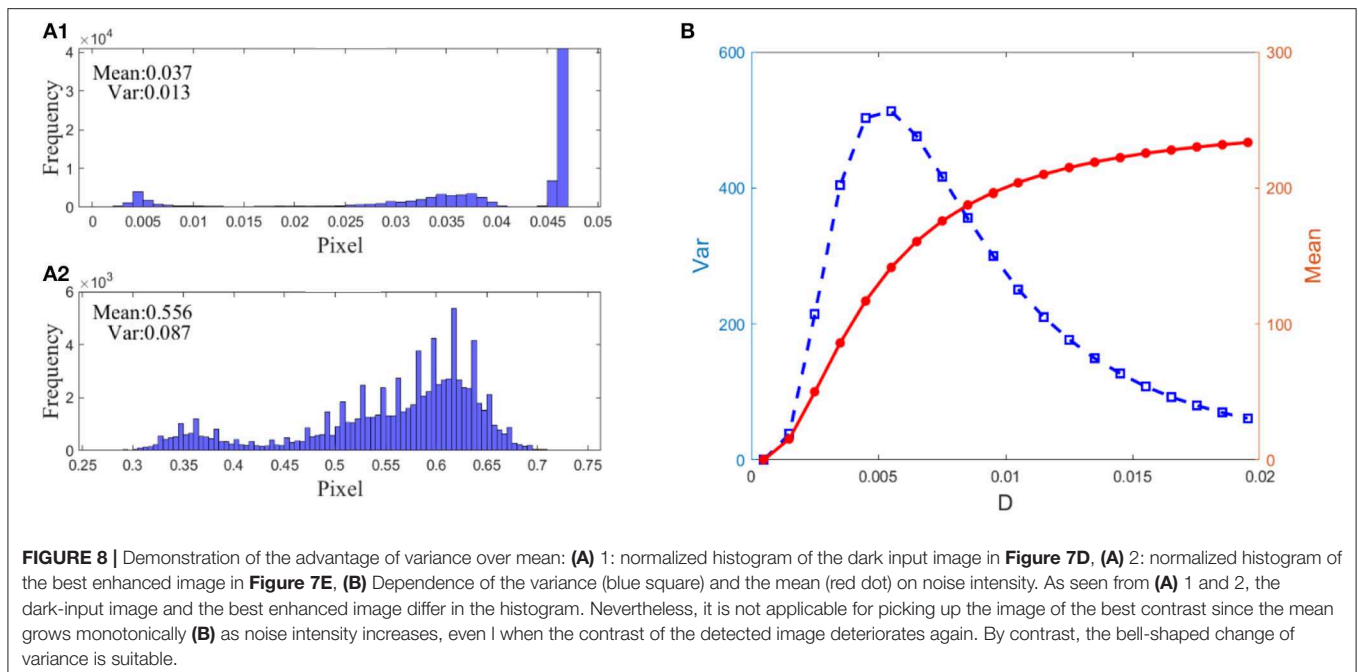 A1
×10⁴
4
3
2
1
0
Frequency
Mean:0.037
Var:0.013
0 0.005 0.01 0.015 0.02 0.025 0.03 0.035 0.04 0.045 0.05
Pixel
A2
×10³
6
4
2
0
Frequency
Mean:0.556
Var:0.087
0.25 0.35 0.4 0.45 0.5 0.55 0.6 0.65 0.7 0.75
Pixel
B
600
400
200
0
Var
300
200
100
0
Mean
0 0.005 0.01 0.015 0.02
D
FIGURE 8 | Demonstration of the advantage of variance over mean: (A) 1: normalized histogram of the dark input image in Figure 7D, (A) 2: normalized histogram of
the best enhanced image in Figure 7E, (B) Dependence of the variance (blue square) and the mean (red dot) on noise intensity. As seen from (A) 1 and 2, the
dark-input image and the best enhanced image differ in the histogram. Nevertheless, it is not applicable for picking up the image of the best contrast since the mean
grows monotonically (B) as noise intensity increases, even I when the contrast of the detected image deteriorates again. By contrast, the bell-shaped change of
variance is suitable.